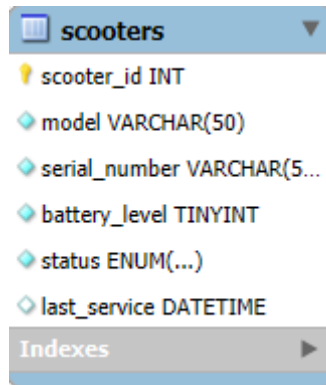 scooters
scooter_id INT
model VARCHAR(50)
serial_number VARCHAR(5...
battery_level TINYINT
status ENUM(...)
last_service DATETIME
Indexes